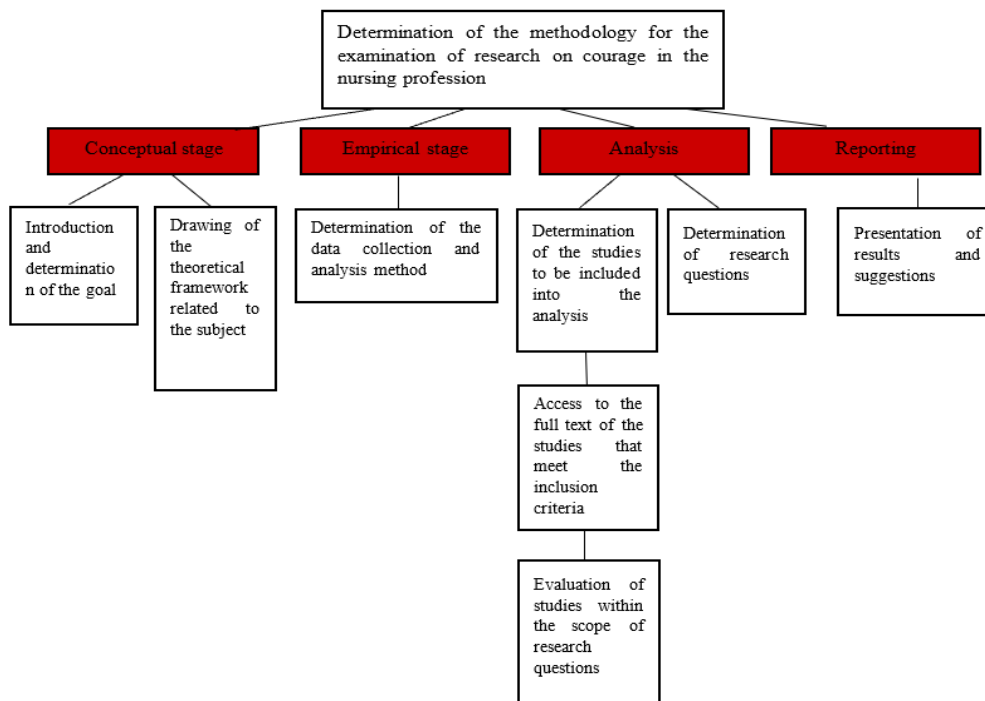 Determination of the methodology for the
examination of research on courage in the
nursing profession
Conceptual stage
Empirical stage
Analysis
Reporting
Introduction
and
determinatio
n of the goal
Drawing of
the
theoretical
framework
related to
the subject
Determination of the
data collection and
analysis method
Determination
of the studies
to be included
into the
analysis
Determination
of research
questions
Presentation of
results and
suggestions
Access to the
full text of the
studies that
meet the
inclusion
criteria
Evaluation of
studies within
the scope of
research
questions